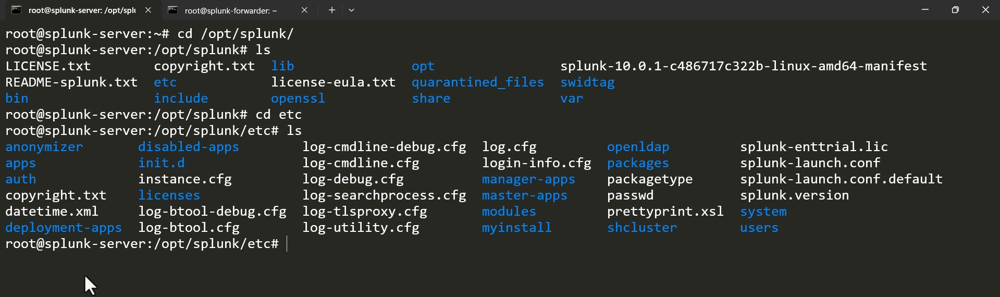 root@splunk-server: /opt/splu root@splunk-forwarder: ~
root@splunk-server:~# cd /opt/splunk/
root@splunk-server:/opt/splunk# ls
LICENSE.txt copyright.txt lib opt splunk-10.0.1-c486717c322b-linux-amd64-manifest
README-splunk.txt etc license-eula.txt quarantined_files swidtag
bin include openssl share var
root@splunk-server:/opt/splunk# cd etc
root@splunk-server:/opt/splunk/etc# ls
anonymizer disabled-apps log-cmdline-debug.cfg log.cfg openldap splunk-enttrial.lic
apps init.d log-cmdline.cfg login-info.cfg packages splunk-launch.conf
auth instance.cfg log-debug.cfg manager-apps packagetype splunk-launch.conf.default
copyright.txt licenses log-searchprocess.cfg master-apps passwd splunk.version
datetime.xml log-btool-debug.cfg log-tlsproxy.cfg modules prettyprint.xsl system
deployment-apps log-btool.cfg log-utility.cfg myinstall shcluster users
root@splunk-server:/opt/splunk/etc#